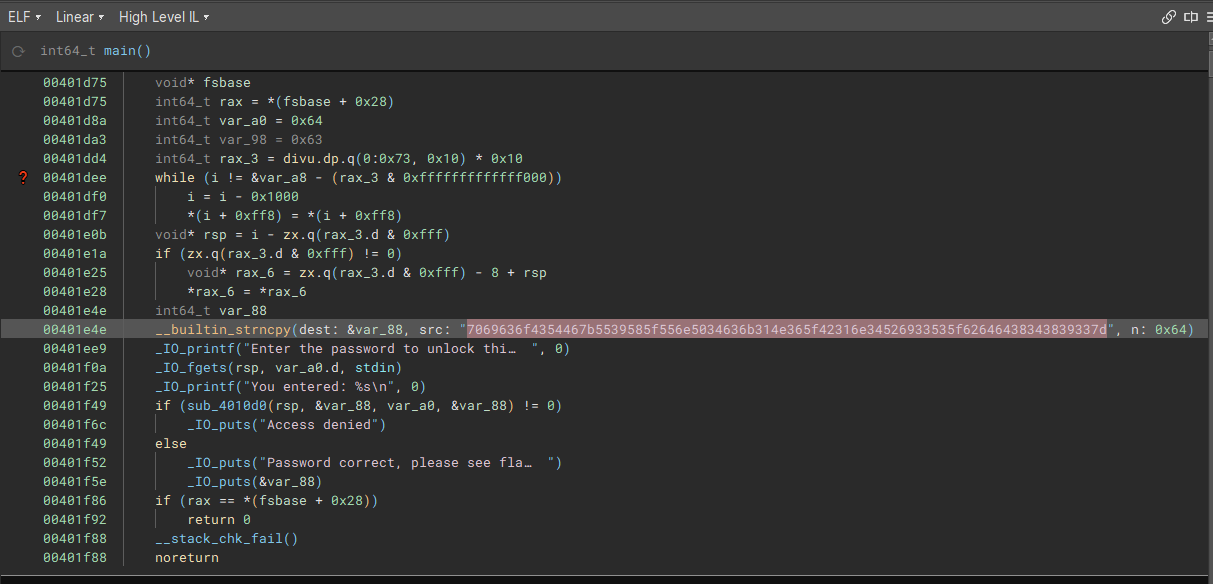 ELF ▾ Linear ▾ High Level IL ▾
int64_t main()
00401d75 void* fsbase
00401d75 int64_t rax = *(fsbase + 0x28)
00401d8a int64_t var_a0 = 0x64
00401da3 int64_t var_98 = 0x63
00401dd4 int64_t rax_3 = divu.dp.q(0:0x73, 0x10) * 0x10
? 00401dee while (i != &var_a8 - (rax_3 & 0xfffffffffffff000))
00401df0 i = i - 0x1000
00401df7 *(i + 0xff8) = *(i + 0xff8)
00401e0b void* rsp = i - zx.q(rax_3.d & 0xfff)
00401e1a if (zx.q(rax_3.d & 0xfff) != 0)
00401e25 void* rax_6 = zx.q(rax_3.d & 0xfff) - 8 + rsp
00401e28 *rax_6 = *rax_6
00401e4e int64_t var_88
00401e4e __builtin_strncpy(dest: &var_88, src: "7069636f4354467b5539585f556e5034636b314e365f42316e34526933535f62646438343839337d", n: 0x64)
00401ee9 _IO_printf("Enter the password to unlock thi… ", 0)
00401f0a _IO_fgets(rsp, var_a0.d, stdin)
00401f25 _IO_printf("You entered: %s\n", 0)
00401f49 if (sub_4010d0(rsp, &var_88, var_a0, &var_88) != 0)
00401f6c _IO_puts("Access denied")
00401f49 else
00401f52 _IO_puts("Password correct, please see fla… ")
00401f5e _IO_puts(&var_88)
00401f86 if (rax == *(fsbase + 0x28))
00401f92 return 0
00401f88 __stack_chk_fail()
00401f88 noreturn